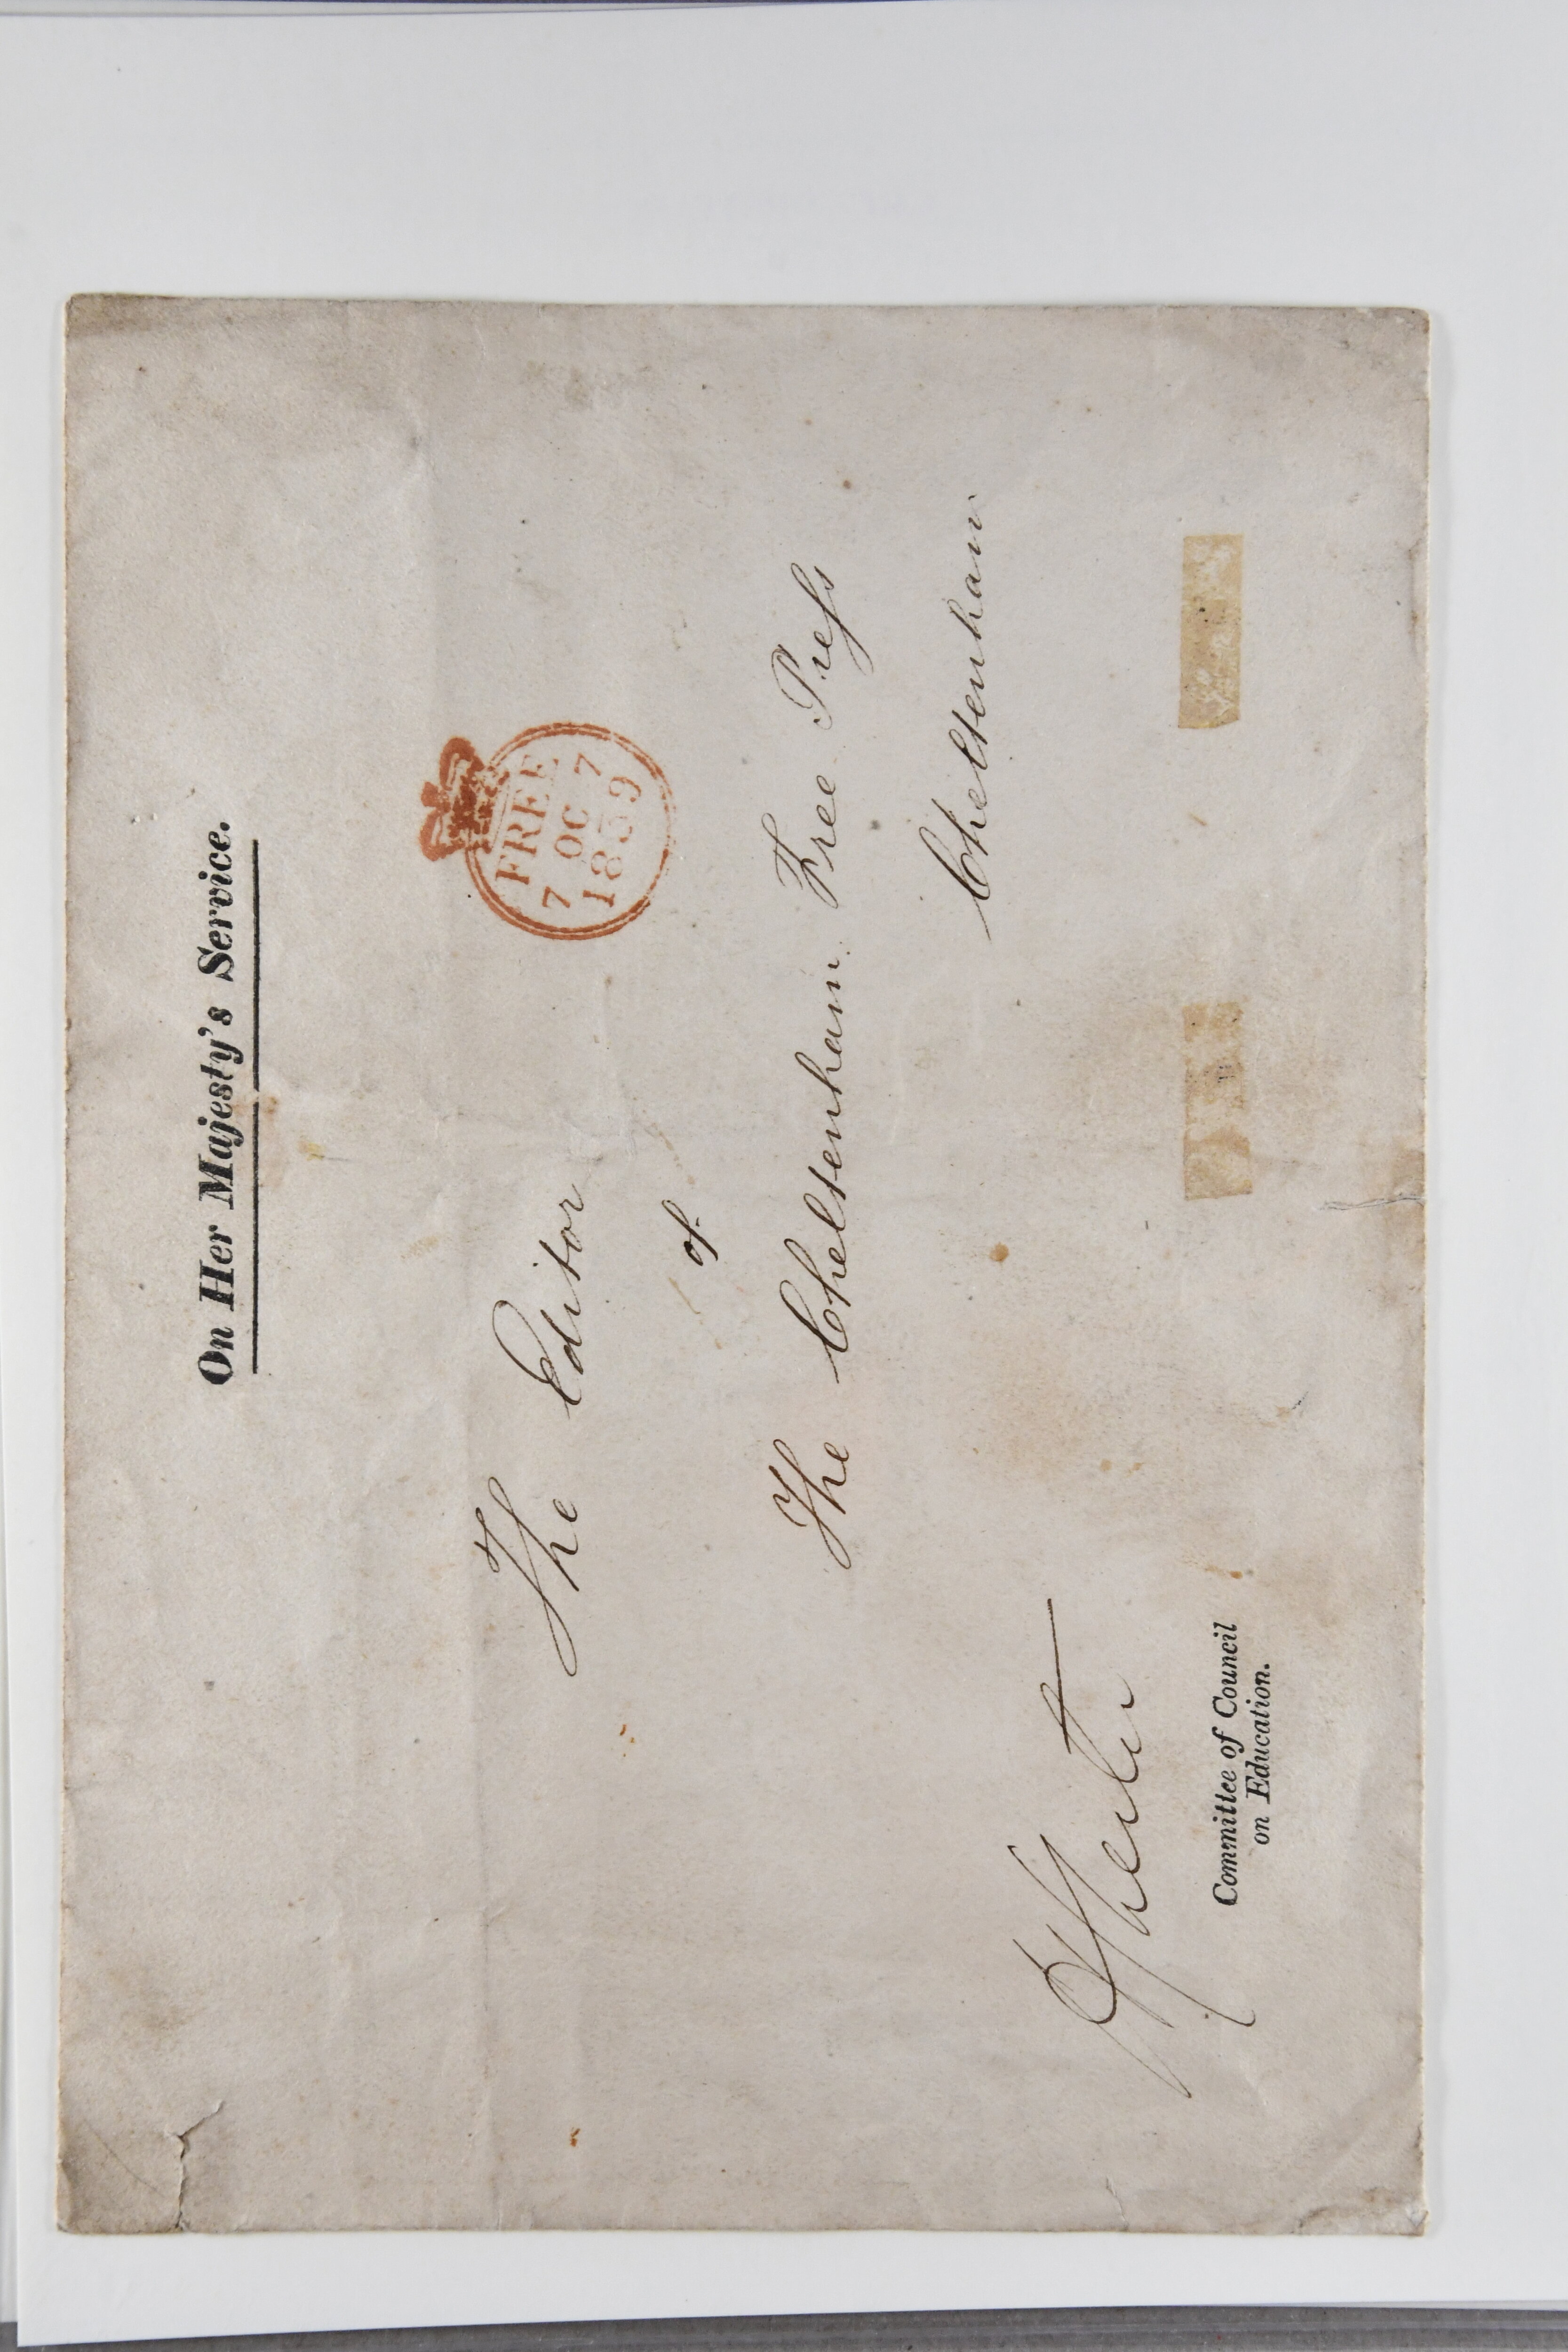 On Her Majesty's Service.
FREE
7 OC 7
1839
The Editor
of
The Cheltenham Free Press
Cheltenham
Committee of Council
on Education.